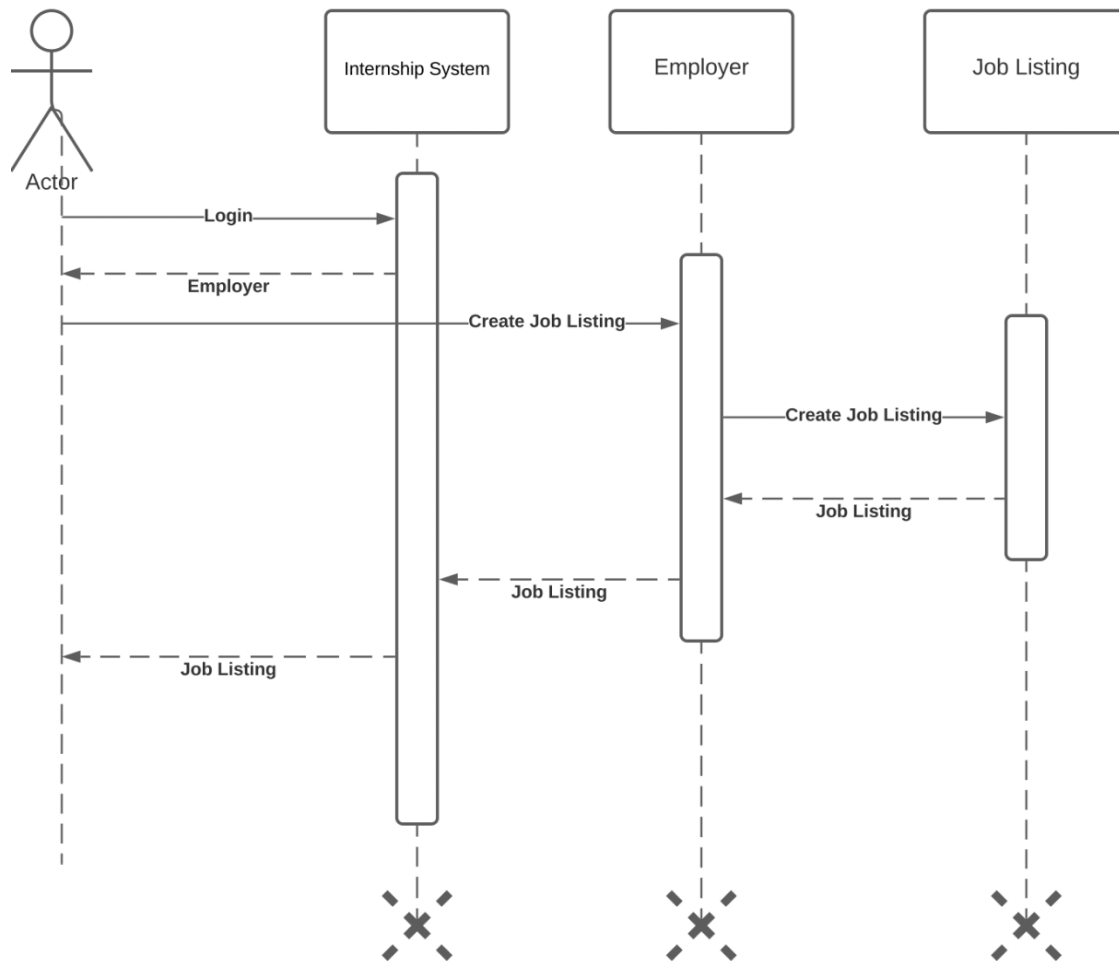 Internship System
Employer
Job Listing
Actor
Login
Employer
Create Job Listing
Create Job Listing
Job Listing
Job Listing
Job Listing